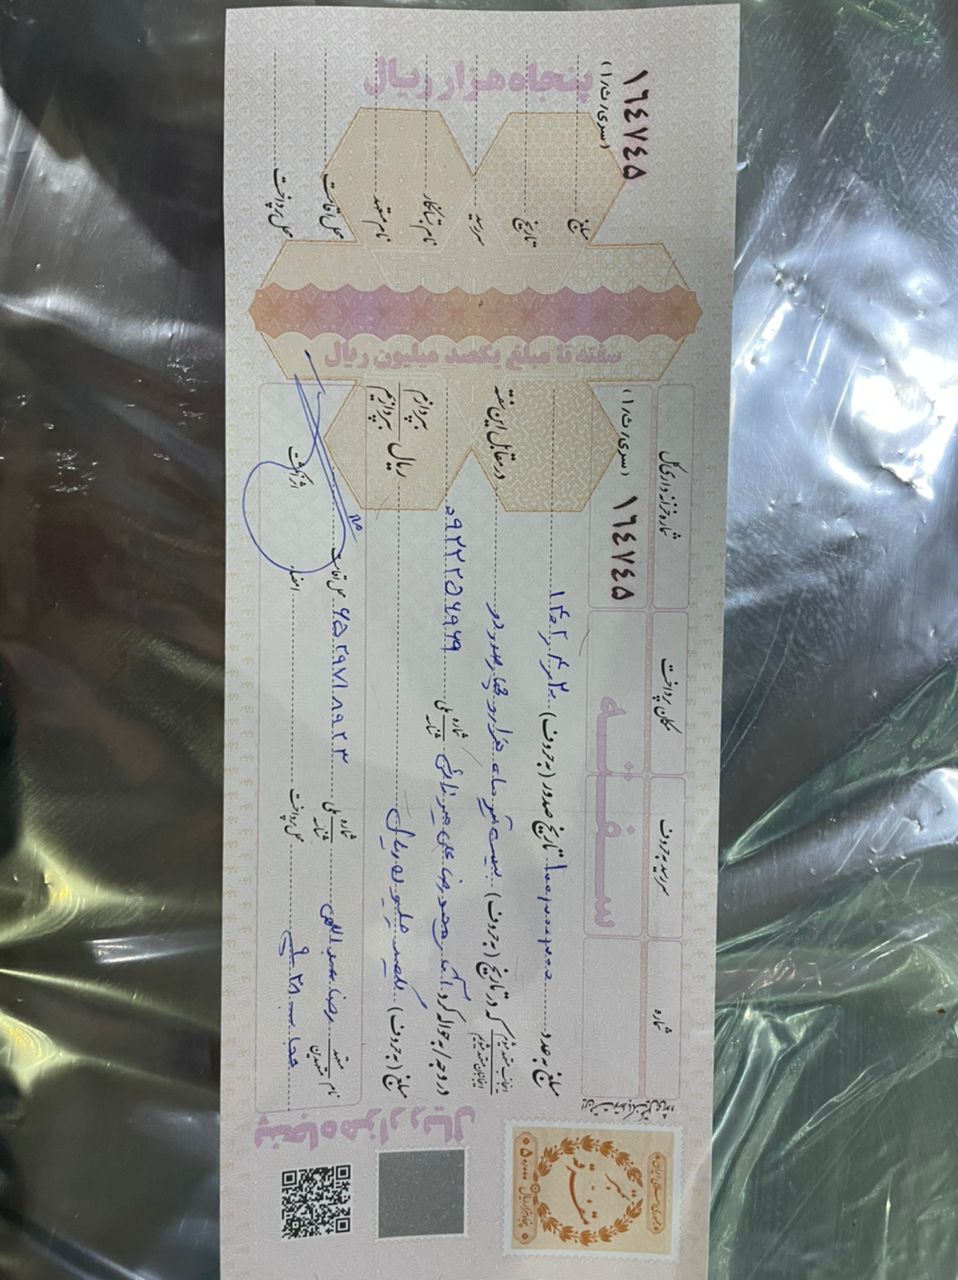 جمهوری اسلامی ایران
تمبر
متفرقه
۵۰/۰۰۰
پنجاه هزار ریال
شماره
سررسید به حروف
مکان پرداخت
شماره خزانه داری کل
سفته
۱٦٤٧٤٥
(سری/ ث/۱)
مبلغ به عدد ۱۰۰,۰۰۰,۰۰۰ تاریخ صدور (به حروف) ۱۴۰۲,۴,۲۰
اینجانب متعهد میشوم
اینجانبان متعهد میشویم
که در تاریخ (به حروف) بیست تیر ماه هزار و چهارصد و دو در مقابل این سفته
در وجه/ به حواله کرد آقای محمدرضا علی میرزائی شماره ملی شناسه ۰۹۲۲۲۵۶۹۶۹
مبلغ (به حروف) یکصد میلیون ریال ریال بپردازم بپردازیم
نام متعهد متعهدین رضا عبداللهی شماره ملی شناسه ۶۵۲۹۷۱۸۹۲۳ محل اقامت
۲۸ محل پرداخت امضاء اثر انگشت
پنجاه هزار ریال
سفته تا مبلغ یکصد میلیون ریال
۱٦٤٧٤٥
(سری/ ث/۱)
مبلغ
تاریخ
سررسید
نام بستانکار
نام متعهد
محل اقامت
محل پرداخت
پنجاه هزار ریال